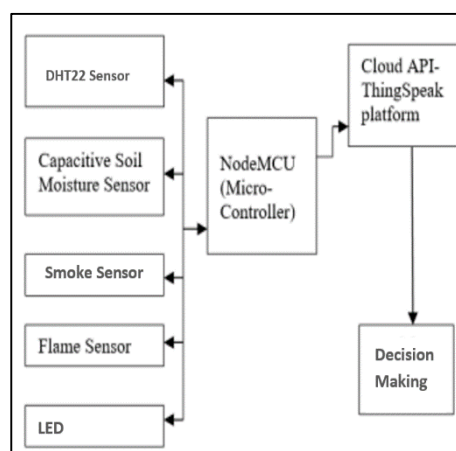 DHT22 Sensor
Capacitive Soil
Moisture Sensor
Smoke Sensor
Flame Sensor
LED
NodeMCU
(Micro-
Controller)
Cloud API-
ThingSpeak
platform
Decision
Making